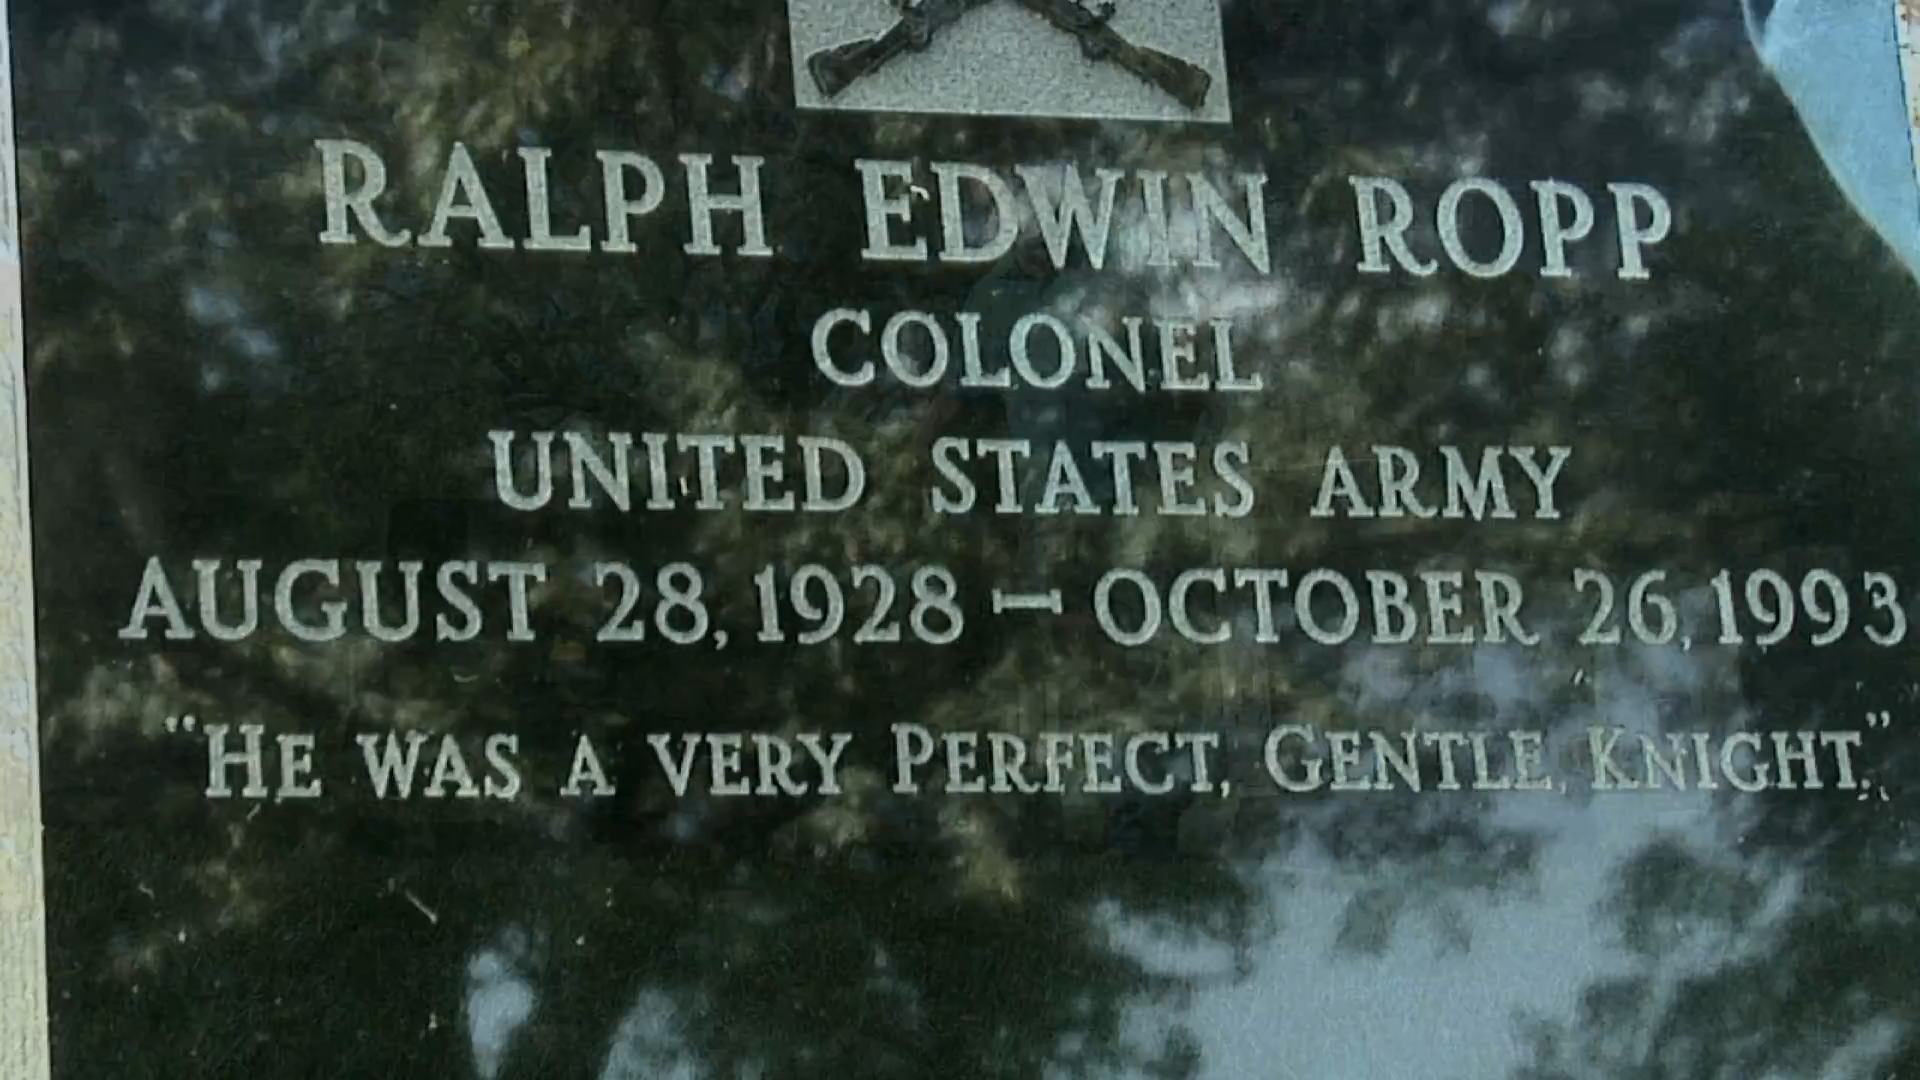 RALPH EDWIN ROPP
COLONEL
UNITED STATES ARMY
AUGUST 28, 1928 – OCTOBER 26, 1993
“HE WAS A VERY PERFECT, GENTLE, KNIGHT.”